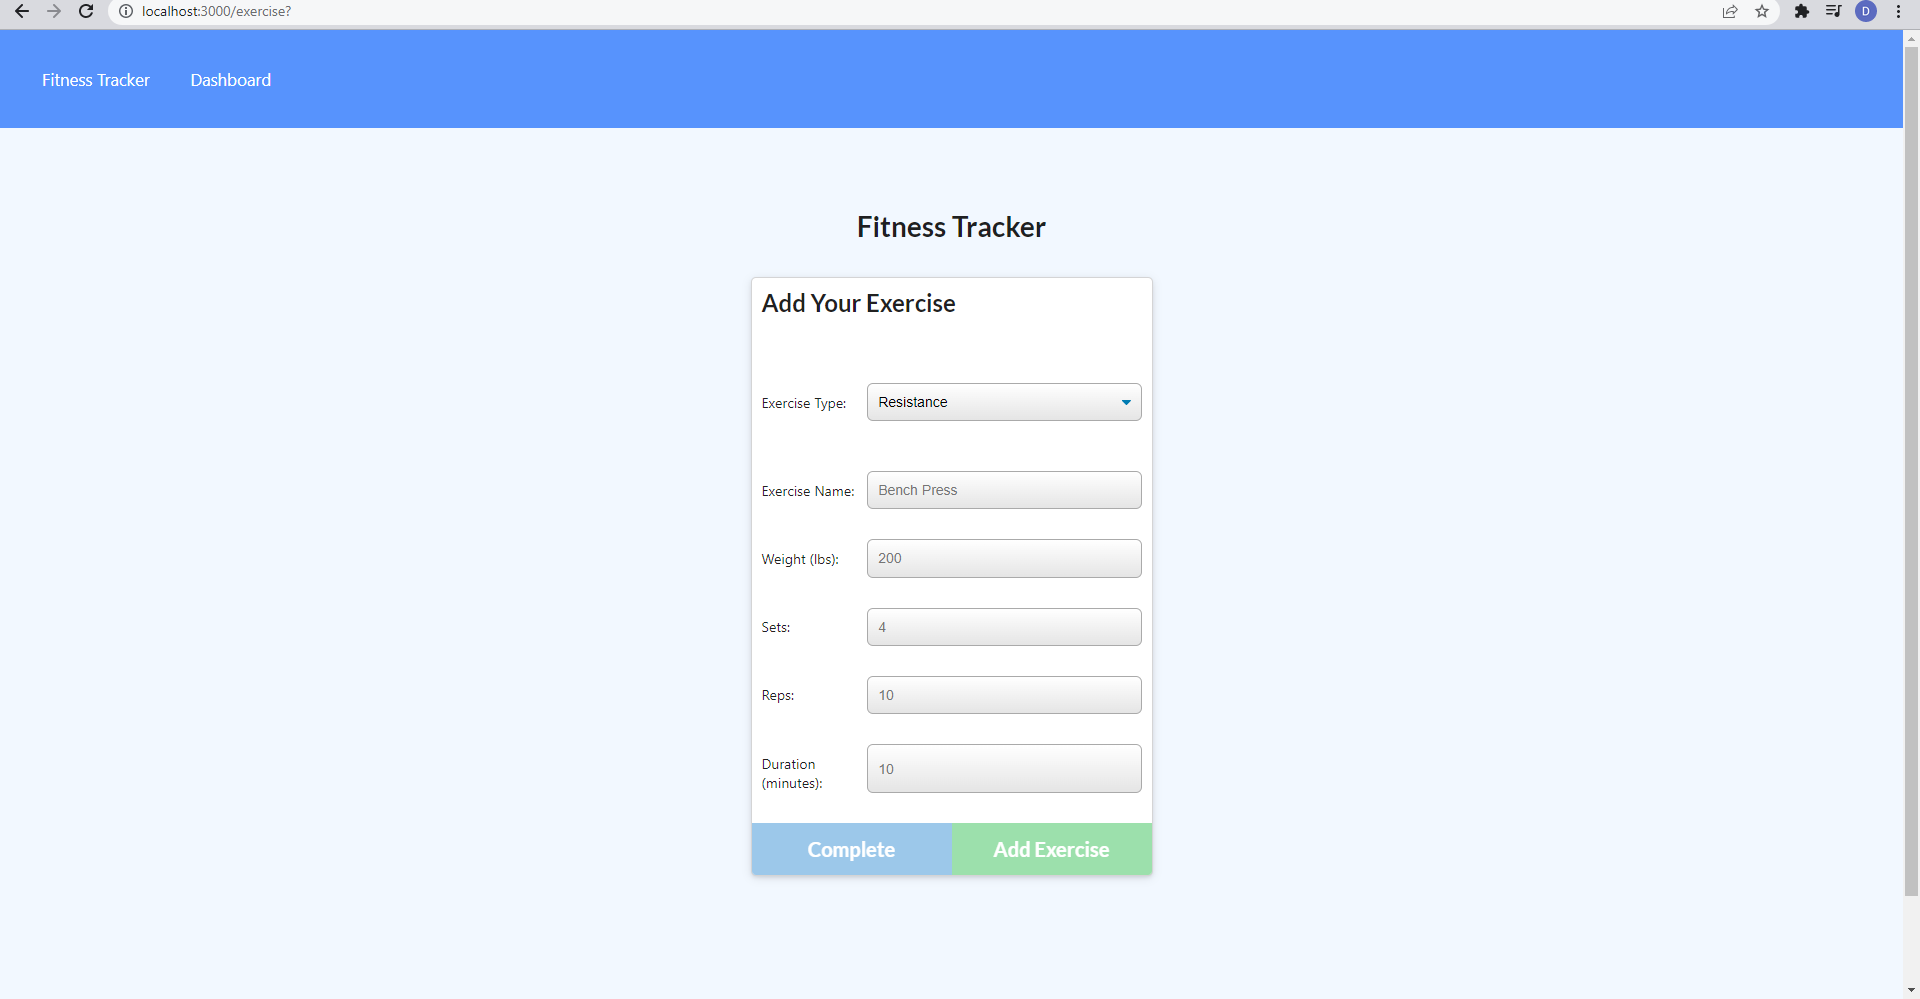 localhost:3000/exercise?
D
Fitness Tracker Dashboard
Fitness Tracker
Add Your Exercise
Exercise Type: Resistance
Exercise Name: Bench Press
Weight (lbs): 200
Sets: 4
Reps: 10
Duration
(minutes): 10
Complete Add Exercise